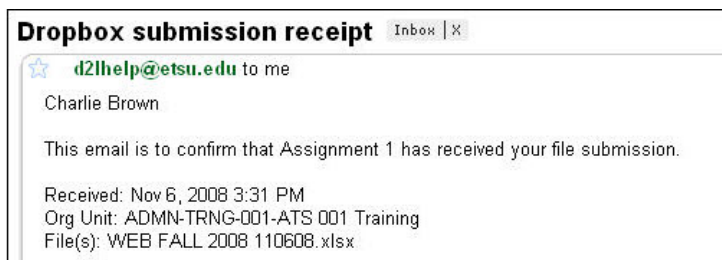 Dropbox submission receipt Inbox | X
d2lhelp@etsu.edu to me
Charlie Brown
This email is to confirm that Assignment 1 has received your file submission.
Received: Nov 6, 2008 3:31 PM
Org Unit: ADMN-TRNG-001-ATS 001 Training
File(s): WEB FALL 2008 110608.xlsx